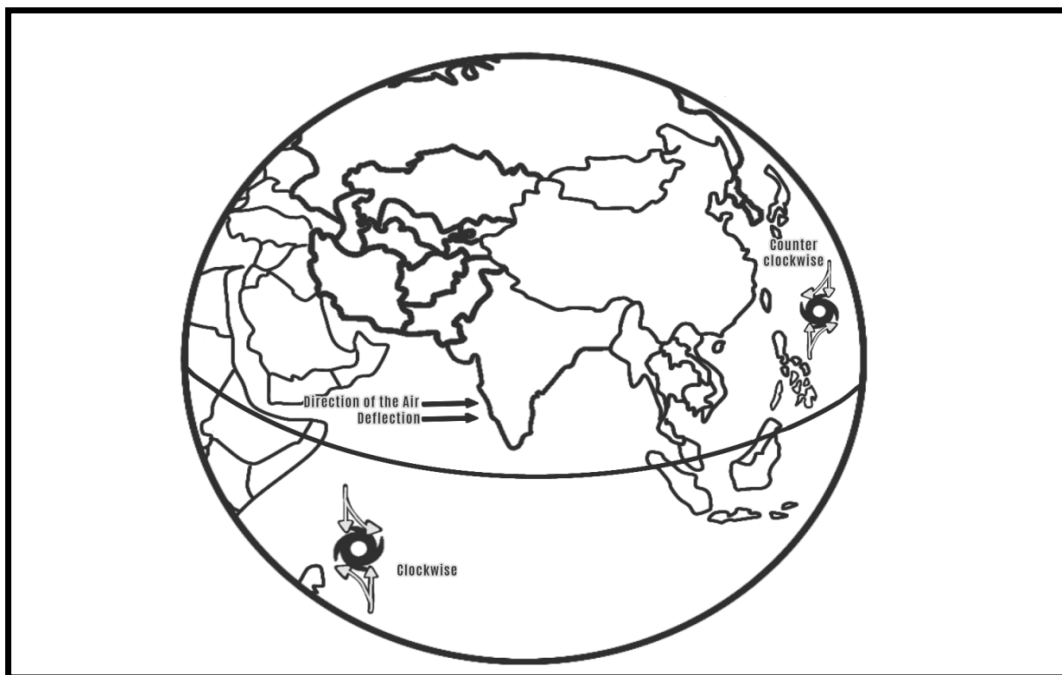 Counter
clockwise
Direction of the Air
Deflection
Clockwise